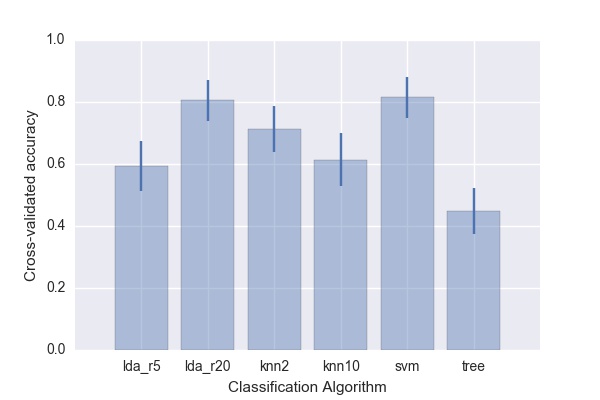 1.0
0.8
0.6
0.4
0.2
0.0
Cross-validated accuracy
lda_r5 lda_r20 knn2 knn10 svm tree
Classification Algorithm